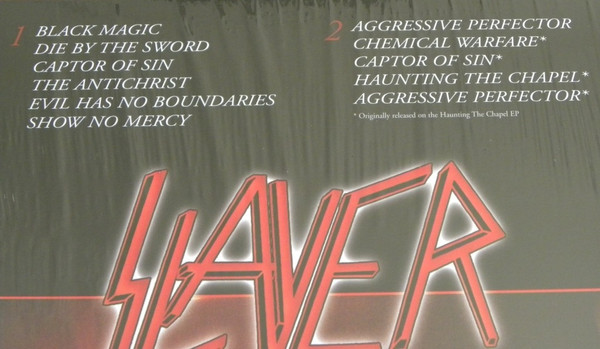 1 BLACK MAGIC
DIE BY THE SWORD
CAPTOR OF SIN
THE ANTICHRIST
EVIL HAS NO BOUNDARIES
SHOW NO MERCY
2 AGGRESSIVE PERFECTOR
CHEMICAL WARFARE*
CAPTOR OF SIN*
HAUNTING THE CHAPEL*
AGGRESSIVE PERFECTOR*
* Originally released on the Haunting The Chapel EP
SLAYER